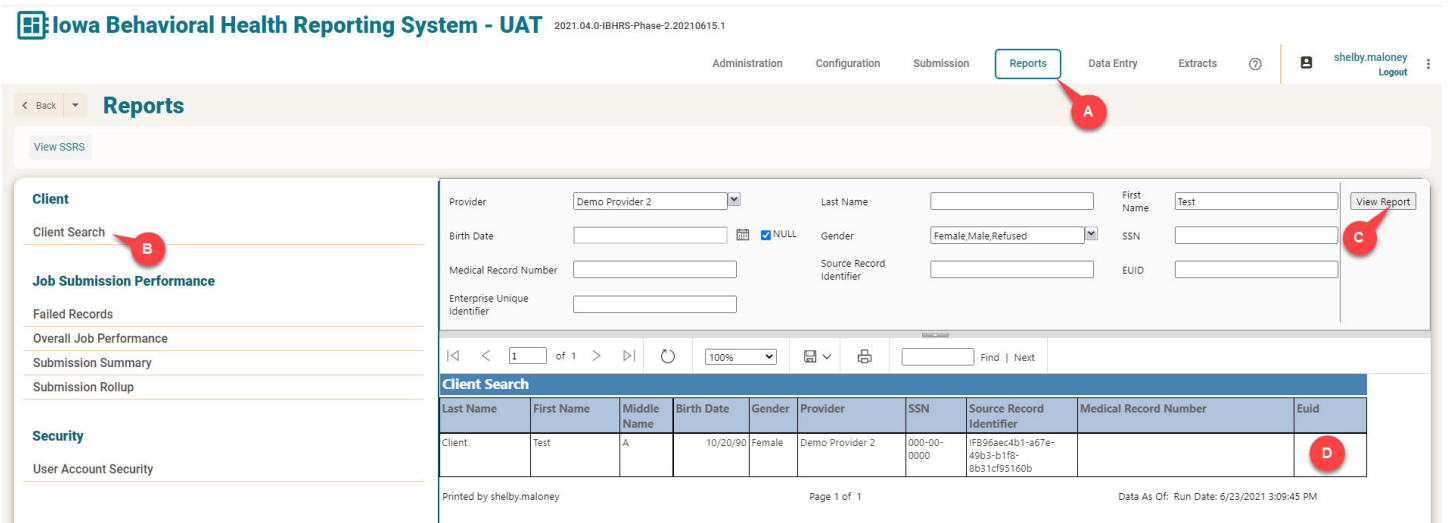 Iowa Behavioral Health Reporting System - UAT 2021.04.0-IBHRS-Phase-2.20210615.1
Administration Configuration Submission Reports Data Entry Extracts ? shelby.maloney
Logout
A
Back Reports
View SSRS
Client
Client Search
B
Job Submission Performance
Failed Records
Overall Job Performance
Submission Summary
Submission Rollup
Security
User Account Security
Provider Demo Provider 2 Last Name First Name Test View Report
C
Birth Date NULL Gender Female,Male,Refused SSN
Medical Record Number Source Record Identifier EUID
Enterprise Unique Identifier
1 of 1 100% Find | Next
Client Search
Last Name First Name Middle Name Birth Date Gender Provider SSN Source Record Identifier Medical Record Number Euid
Client Test A 10/20/90 Female Demo Provider 2 000-00-0000 IFB96aec4b1-a67e-49b3-b1f8-8b31cf95160b
D
Printed by shelby.maloney Page 1 of 1 Data As Of: Run Date: 6/23/2021 3:09:45 PM